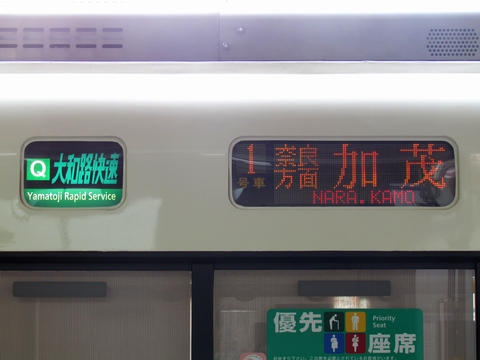 Q 大和路快速
Yamatoji Rapid Service
1号車 奈良方面 加茂
NARA.KAMO
優先座席
Priority Seat